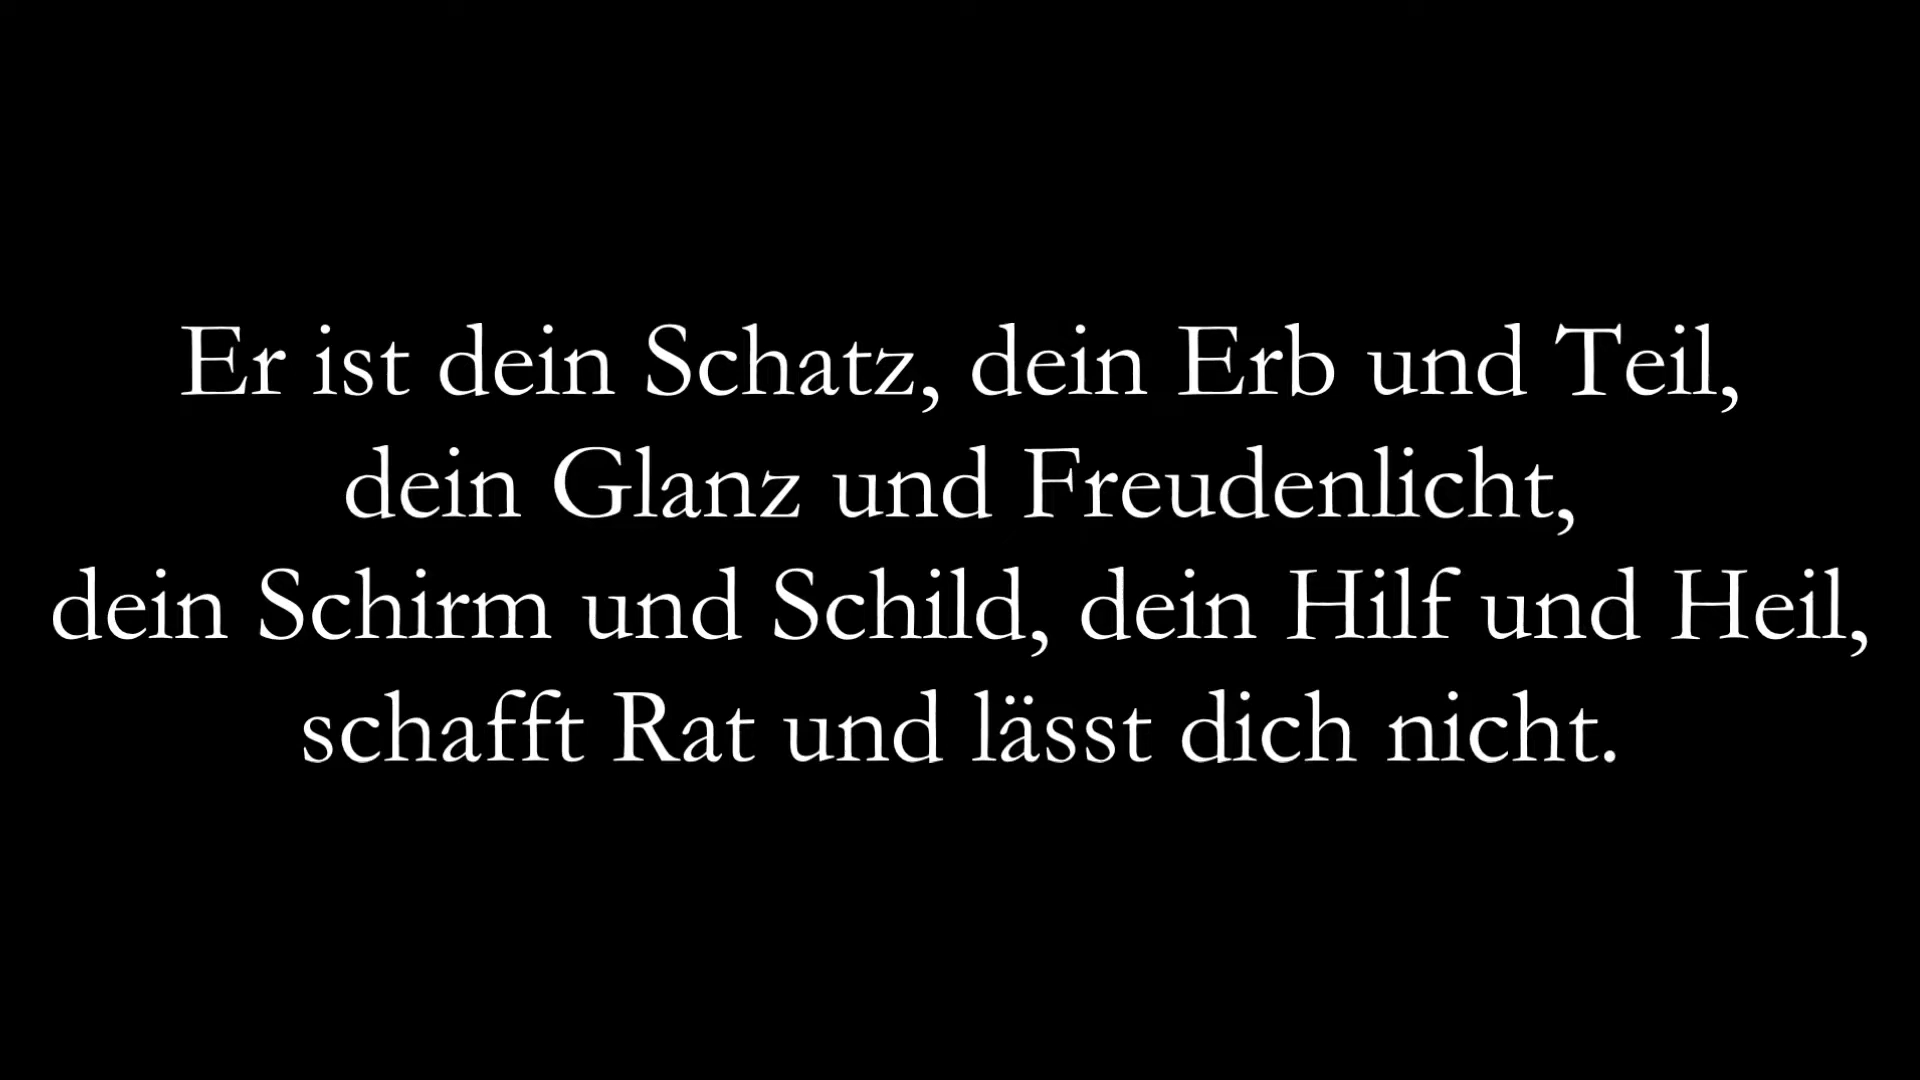 Er ist dein Schatz, dein Erb und Teil,
dein Glanz und Freudenlicht,
dein Schirm und Schild, dein Hilf und Heil,
schafft Rat und lässt dich nicht.